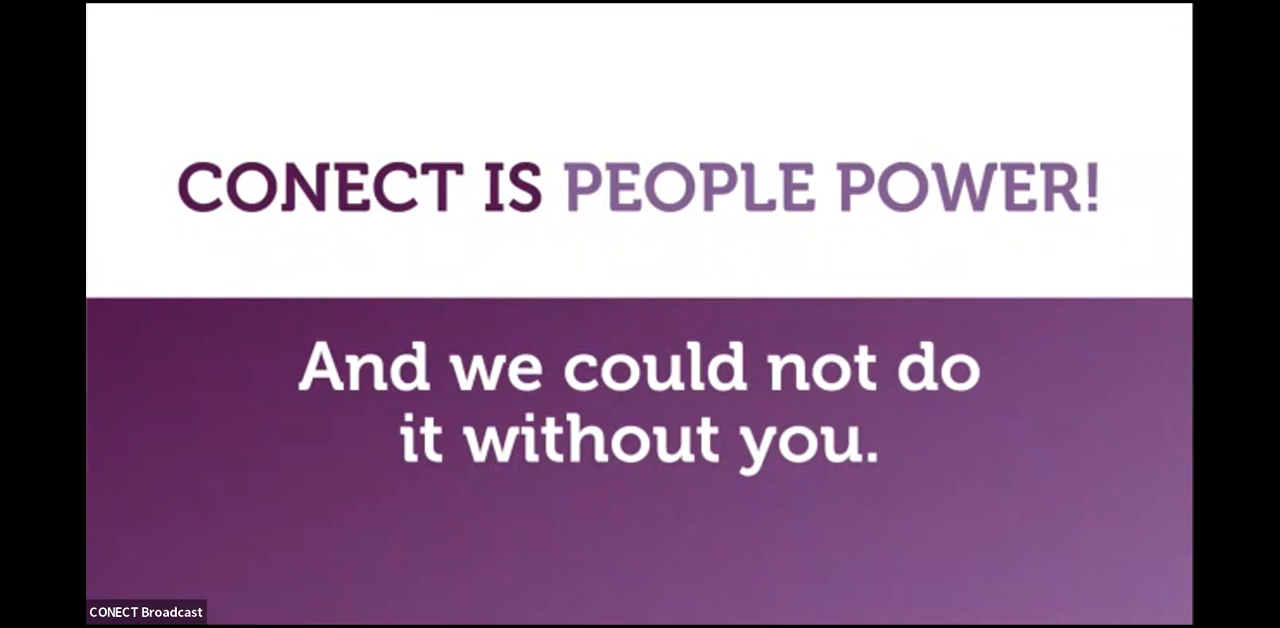 CONECT IS PEOPLE POWER!
And we could not do
it without you.
CONECT Broadcast